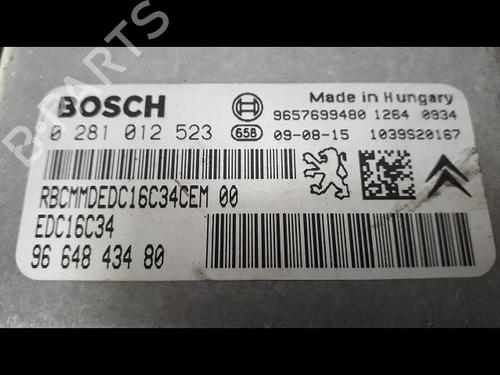 B-PARTS
BOSCH
Made in Hungary
9657699480 1264 0934
0 281 012 523
658
09-08-15 1039S20167
RBCMMDEDC16C34CEM 00
EDC16C34
96 648 434 80